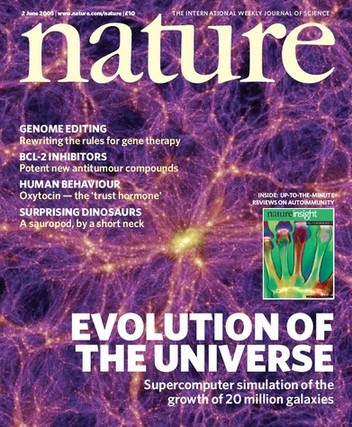 2 June 2005 | www.nature.com/nature | £10
THE INTERNATIONAL WEEKLY JOURNAL OF SCIENCE
nature
GENOME EDITING
Rewriting the rules for gene therapy
BCL-2 INHIBITORS
Potent new antitumour compounds
HUMAN BEHAVIOUR
Oxytocin — the 'trust hormone'
SURPRISING DINOSAURS
A sauropod, by a short neck
INSIDE: UP-TO-THE-MINUTE
REVIEWS ON AUTOIMMUNITY
nature insight
EVOLUTION OF
THE UNIVERSE
Supercomputer simulation of the
growth of 20 million galaxies